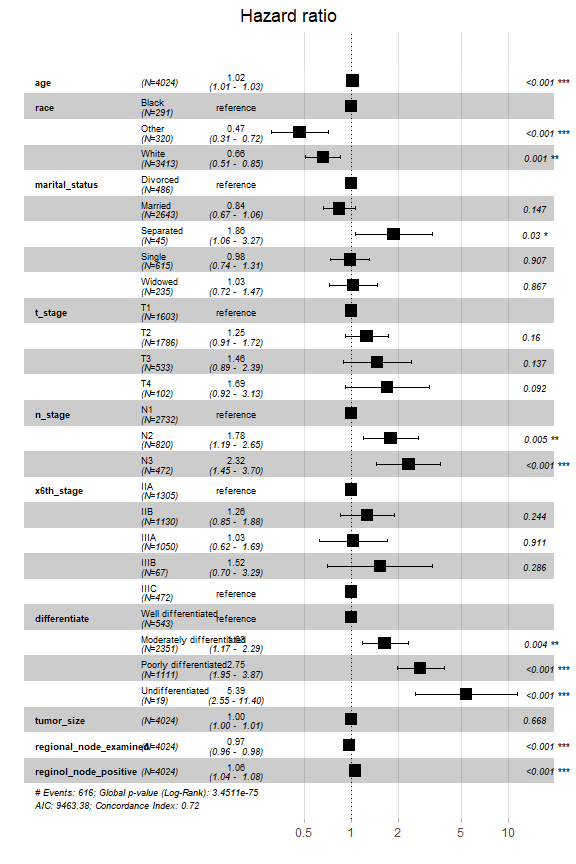 Hazard ratio
age (N=4024) 1.02 <0.001 ***
(1.01 - 1.03)
race Black reference
(N=291)
Other 0.47 <0.001 ***
(N=320) (0.31 - 0.72)
White 0.66 0.001 **
(N=3413) (0.51 - 0.85)
marital_status Divorced reference
(N=486)
Married 0.84 0.147
(N=2643) (0.67 - 1.06)
Separated 1.86 0.03 *
(N=45) (1.06 - 3.27)
Single 0.98 0.907
(N=615) (0.74 - 1.31)
Widowed 1.03 0.867
(N=235) (0.72 - 1.47)
t_stage T1 reference
(N=1603)
T2 1.25 0.16
(N=1786) (0.91 - 1.72)
T3 1.46 0.137
(N=533) (0.89 - 2.39)
T4 1.69 0.092
(N=102) (0.92 - 3.13)
n_stage N1 reference
(N=2732)
N2 1.78 0.005 **
(N=820) (1.19 - 2.65)
N3 2.32 <0.001 ***
(N=472) (1.45 - 3.70)
x6th_stage IIA reference
(N=1305)
IIB 1.26 0.244
(N=1130) (0.85 - 1.88)
IIIA 1.03 0.911
(N=1050) (0.62 - 1.69)
IIIB 1.52 0.286
(N=67) (0.70 - 3.29)
IIIC reference
(N=472)
differentiate Well differentiated reference
(N=543)
Moderately differentiated 0.004 **
(N=2351) (1.17 - 2.29)
Poorly differentiated 2.75 <0.001 ***
(N=1111) (1.95 - 3.87)
Undifferentiated 5.39 <0.001 ***
(N=19) (2.55 - 11.40)
tumor_size (N=4024) 1.00 0.668
(1.00 - 1.01)
regional_node_examined (N=4024) 0.97 <0.001 ***
(0.96 - 0.98)
reginol_node_positive (N=4024) 1.06 <0.001 ***
(1.04 - 1.08)
# Events: 616; Global p-value (Log-Rank): 3.4511e-75
AIC: 9463.38; Concordance Index: 0.72
0.5 1 2 5 10